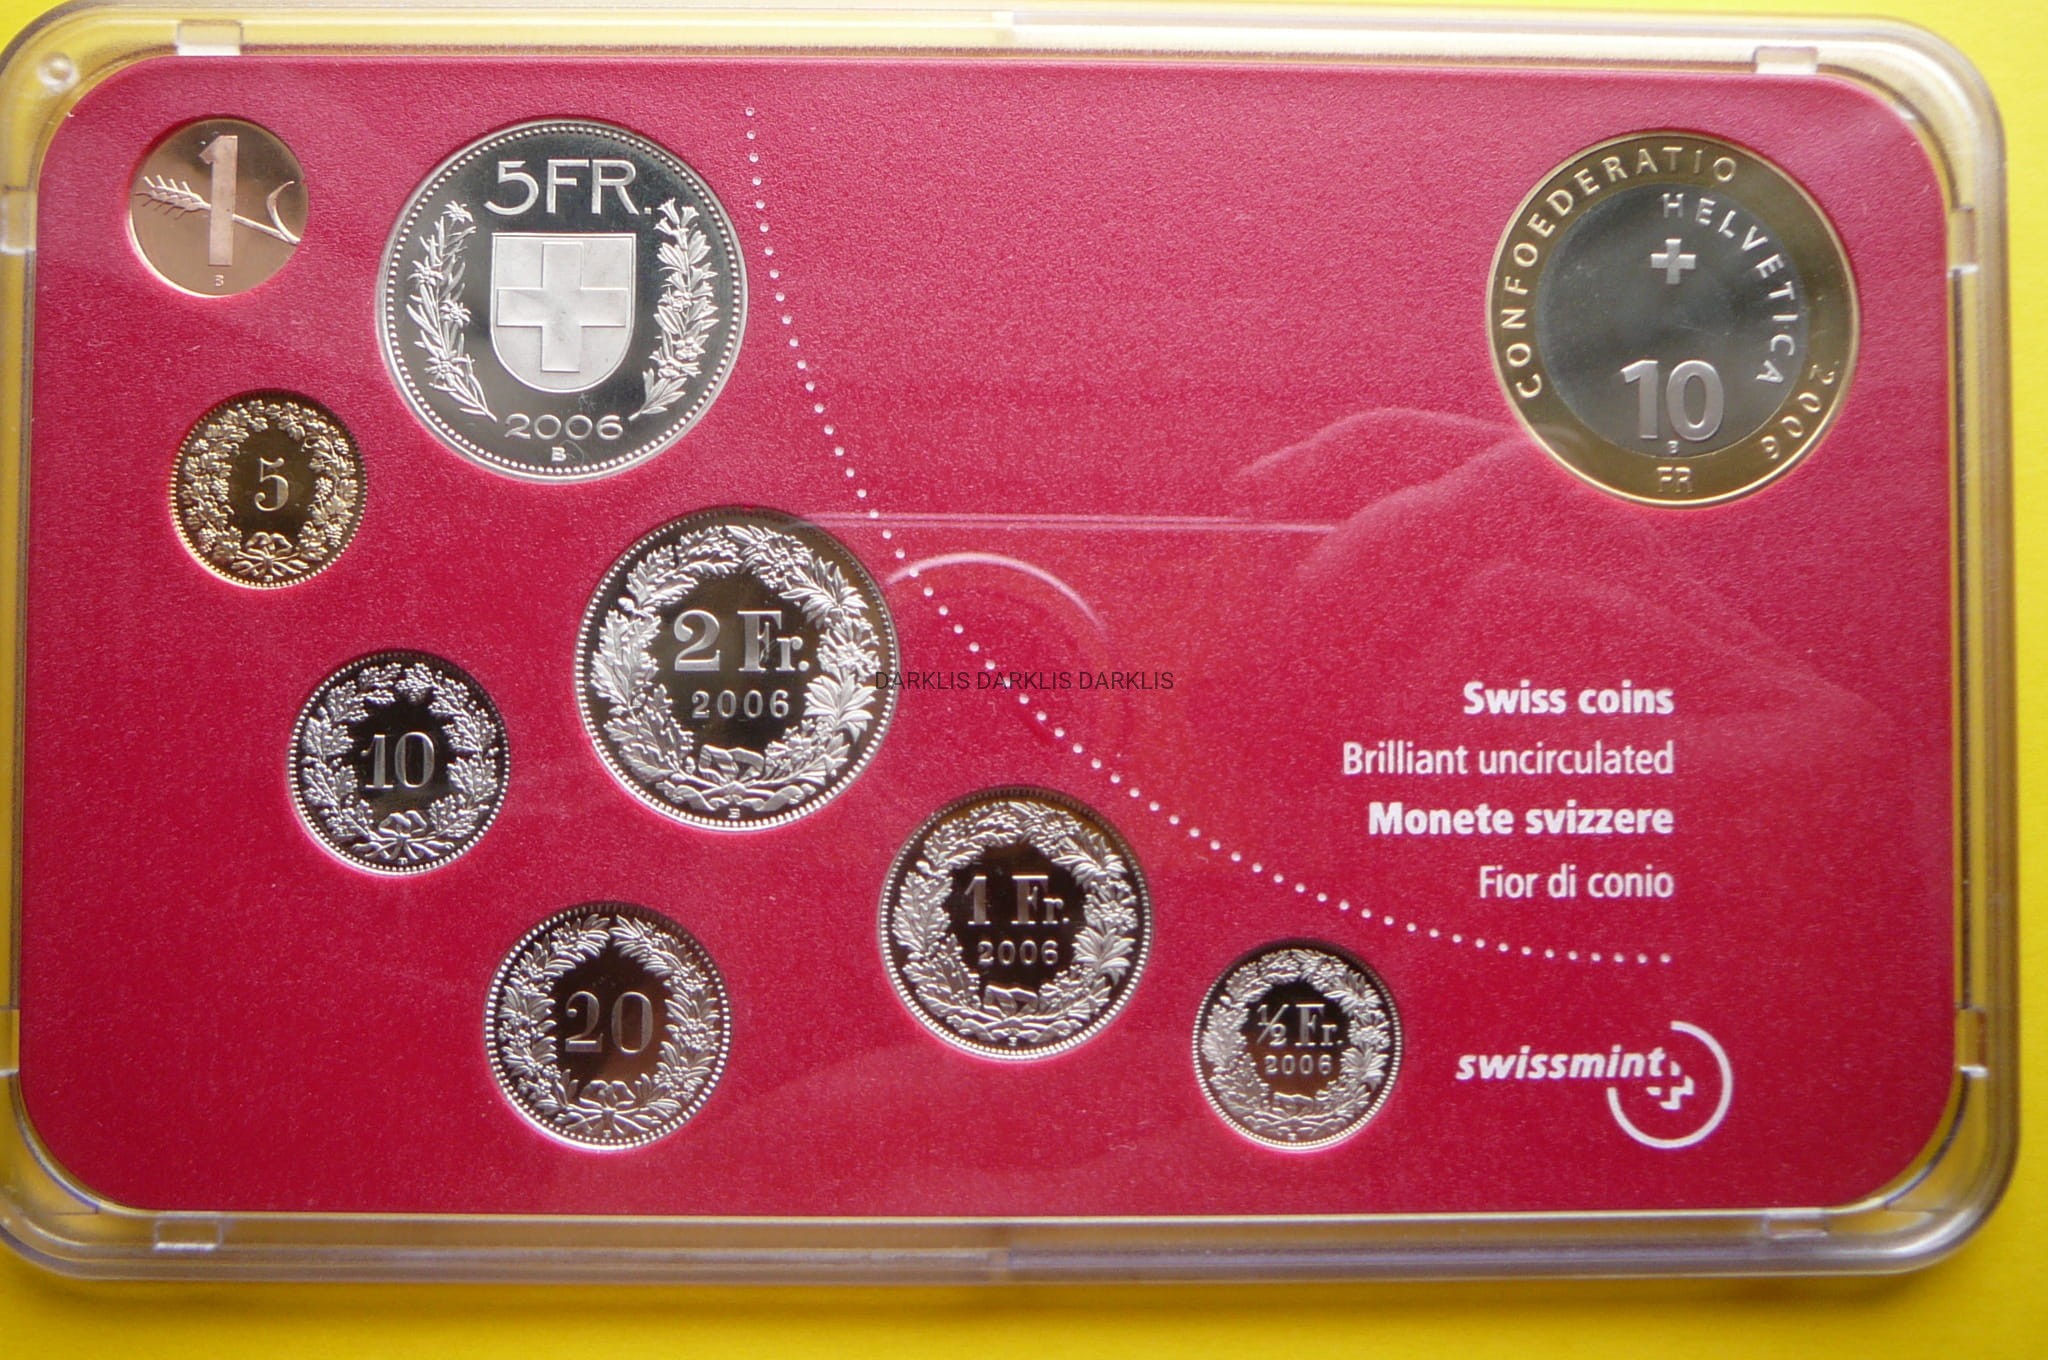 1
B
5FR.
2006
B
CONFOEDERATIO
HELVETICA
2006
10
B
FR
5
B
2 Fr.
2006
B
DARKLIS DARKLIS DARKLIS
10
B
1 Fr.
2006
B
20
B
½ Fr.
2006
B
Swiss coins
Brilliant uncirculated
Monete svizzere
Fior di conio
swissmint